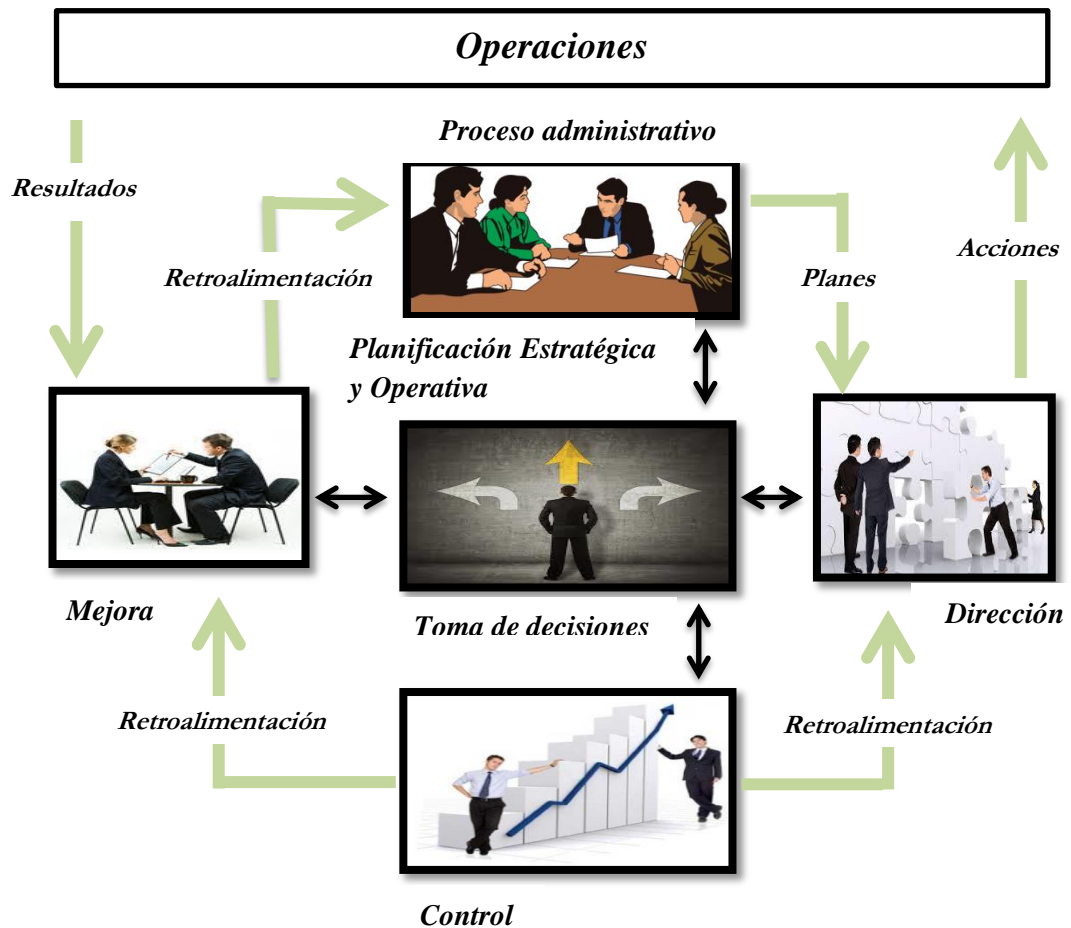 Operaciones
Proceso administrativo
Resultados
Retroalimentación
Planes
Acciones
Planificación Estratégica
y Operativa
Mejora
Toma de decisiones
Dirección
Retroalimentación
Retroalimentación
Control